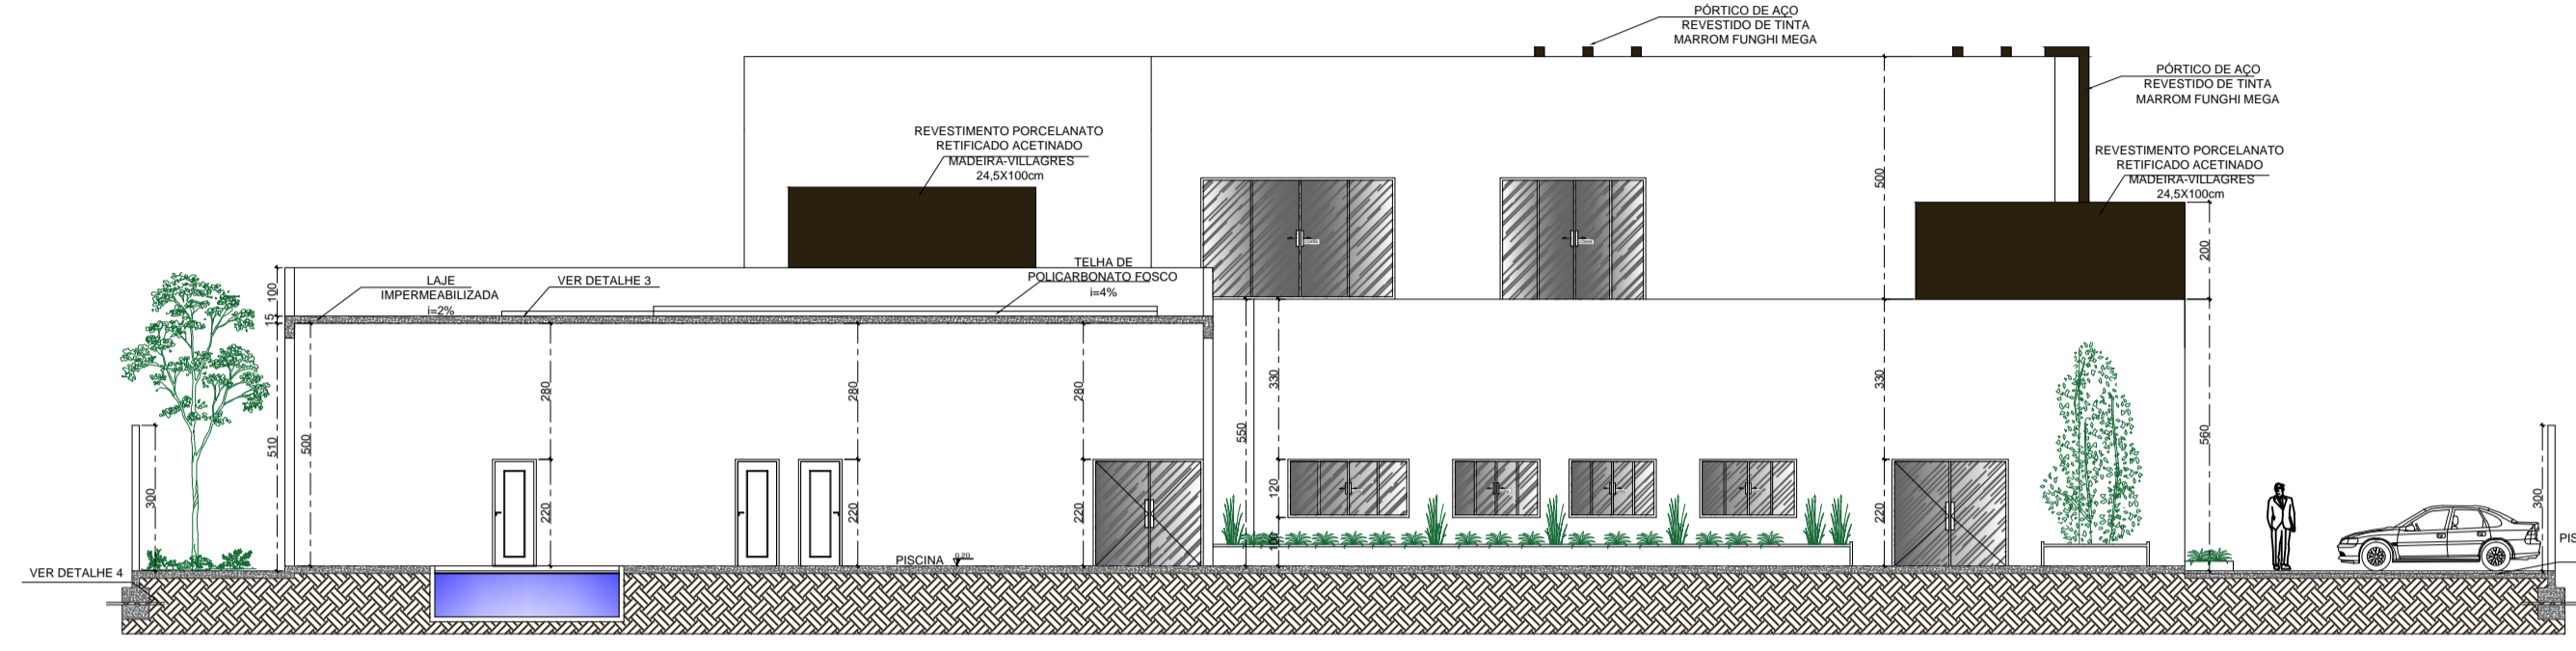 PÓRTICO DE AÇO
REVESTIDO DE TINTA
MARROM FUNGHI MEGA
PÓRTICO DE AÇO
REVESTIDO DE TINTA
MARROM FUNGHI MEGA
REVESTIMENTO PORCELANATO
RETIFICADO ACETINADO
MADEIRA-VILLAGRES
24,5X100cm
REVESTIMENTO PORCELANATO
RETIFICADO ACETINADO
MADEIRA-VILLAGRES
24,5X100cm
500
200
TELHA DE
POLICARBONATO FOSCO
i=4%
LAJE
IMPERMEABILIZADA
i=2%
VER DETALHE 3
100
15
510
500
300
280
280
280
220
220
220
550
330
120
100
330
220
560
300
PISCINA
0.20
VER DETALHE 4
PIS